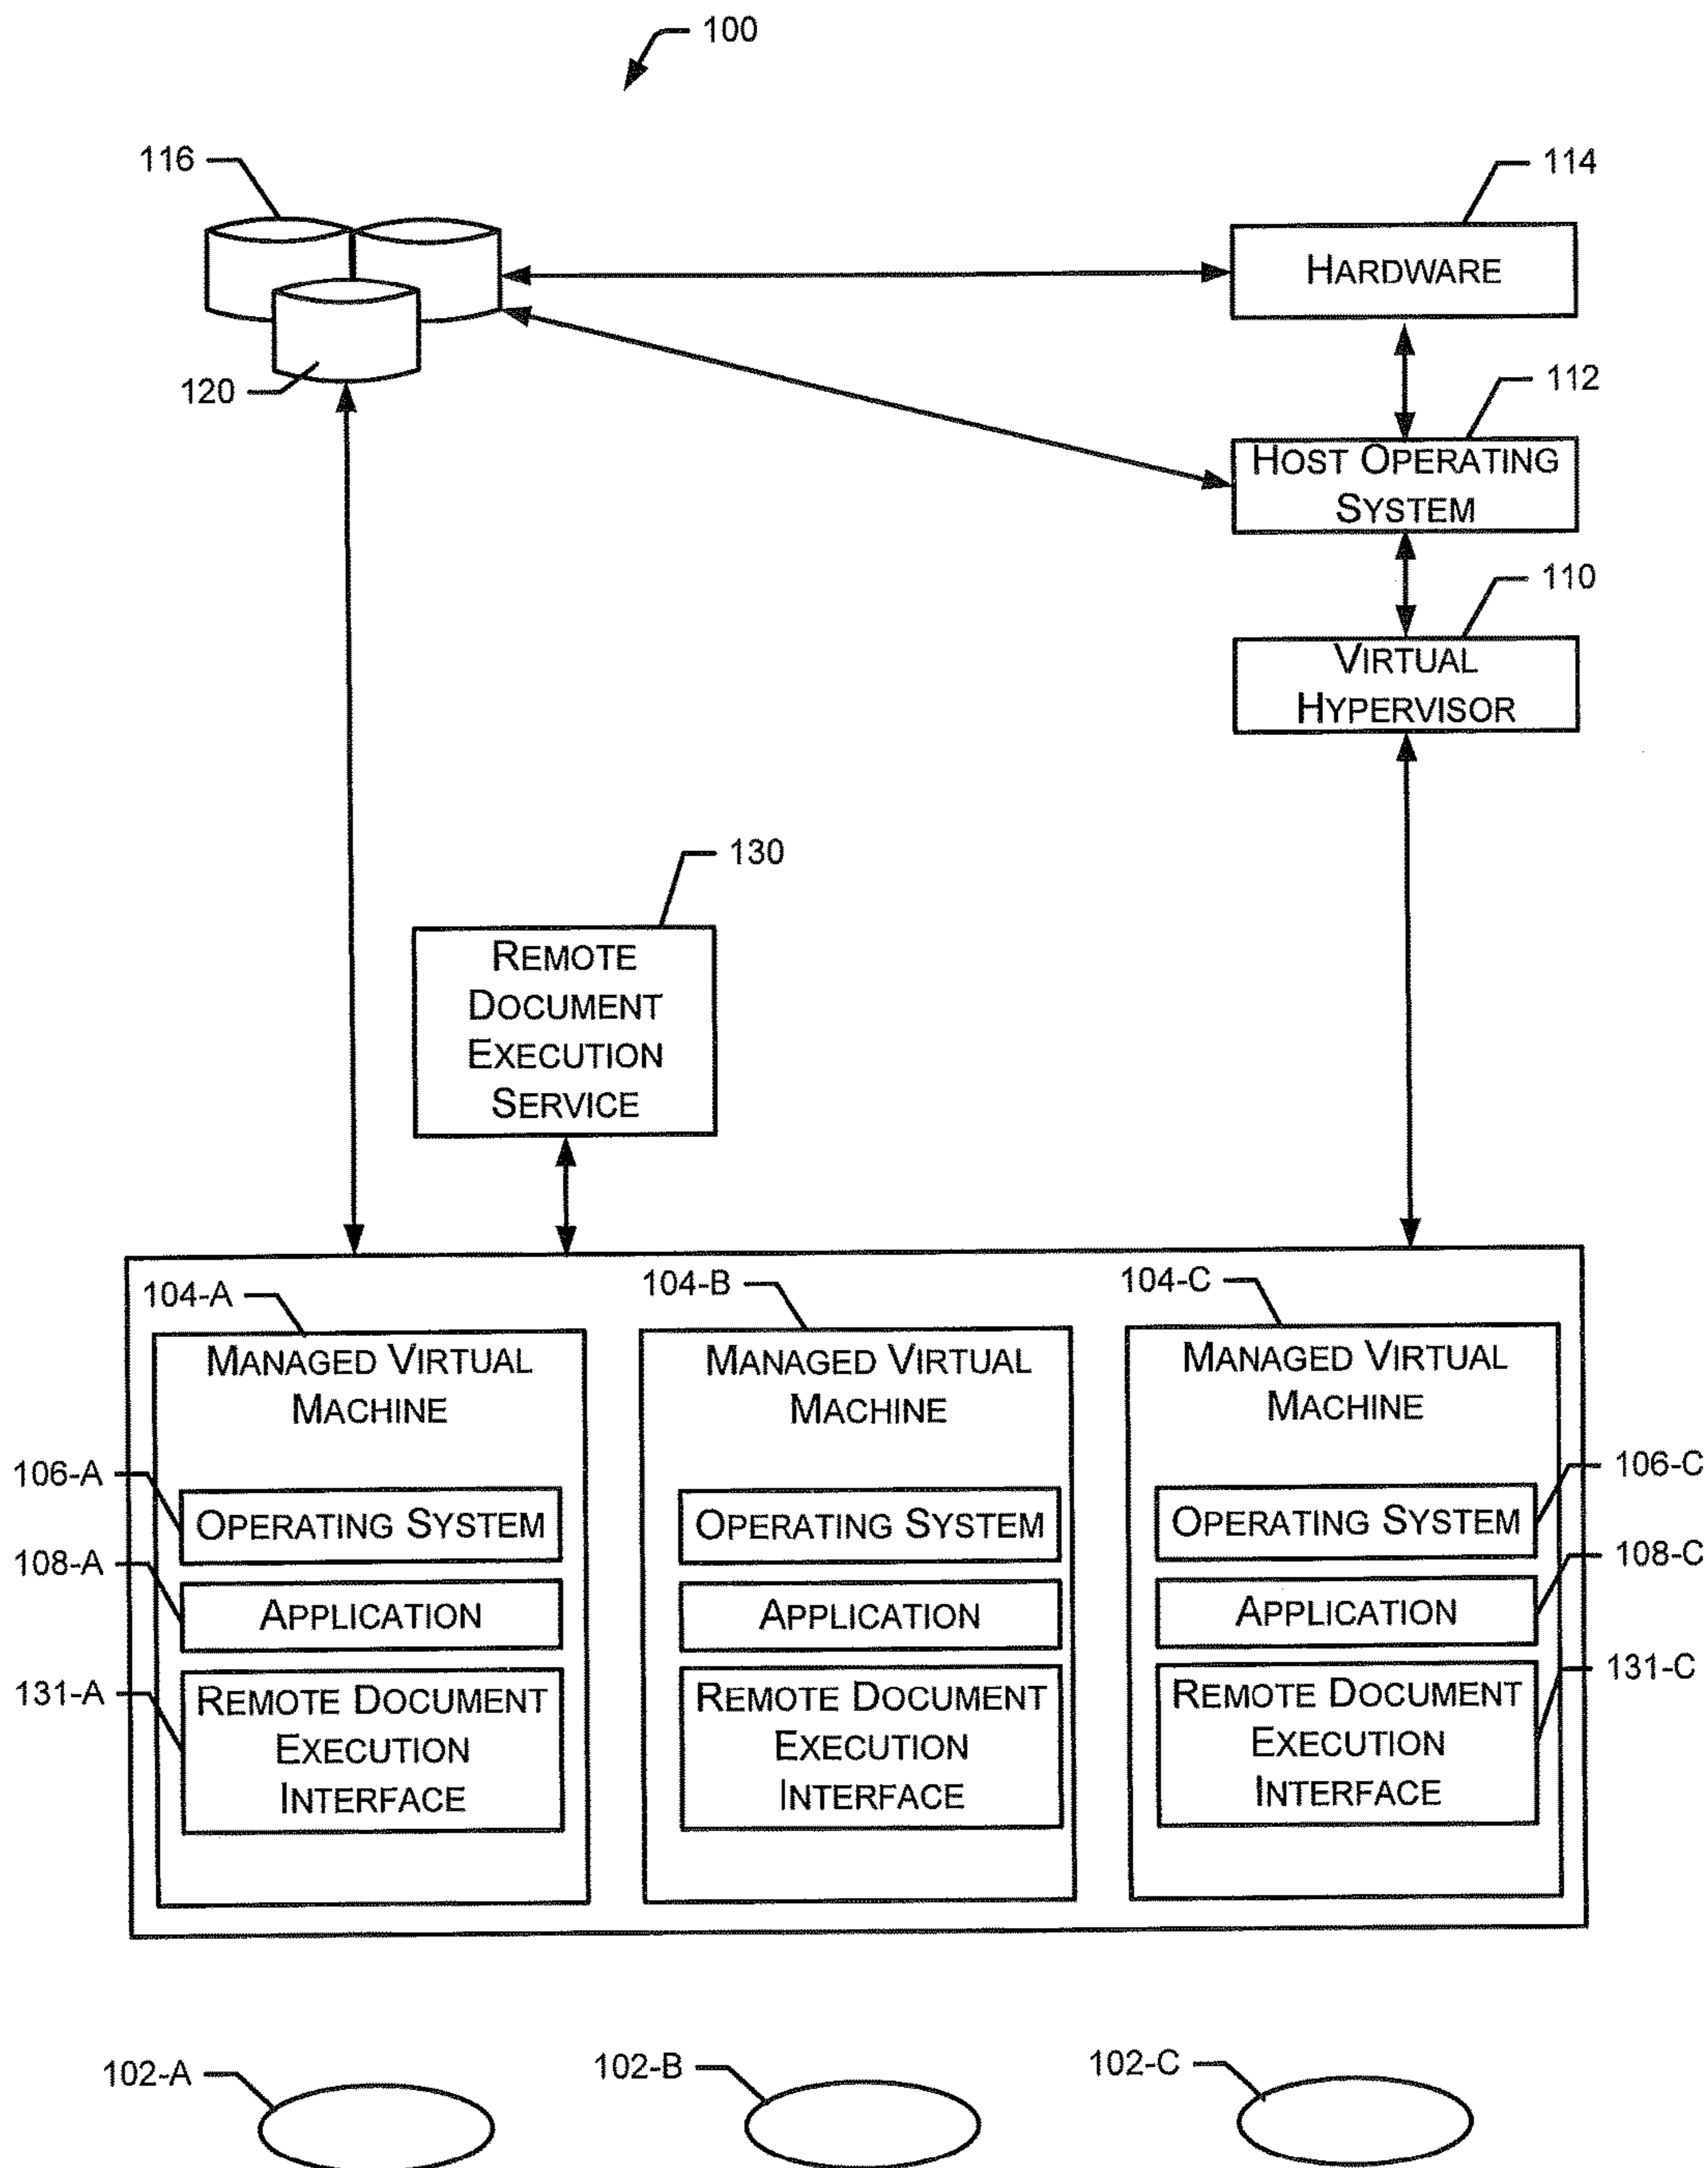 100
116
114
HARDWARE
120
112
HOST OPERATING
SYSTEM
110
VIRTUAL
HYPERVISOR
130
REMOTE
DOCUMENT
EXECUTION
SERVICE
104-A
104-B
104-C
MANAGED VIRTUAL
MACHINE
106-A
OPERATING SYSTEM
108-A
APPLICATION
131-A
REMOTE DOCUMENT
EXECUTION
INTERFACE
MANAGED VIRTUAL
MACHINE
OPERATING SYSTEM
APPLICATION
REMOTE DOCUMENT
EXECUTION
INTERFACE
MANAGED VIRTUAL
MACHINE
OPERATING SYSTEM
106-C
APPLICATION
108-C
REMOTE DOCUMENT
EXECUTION
INTERFACE
131-C
102-A
102-B
102-C